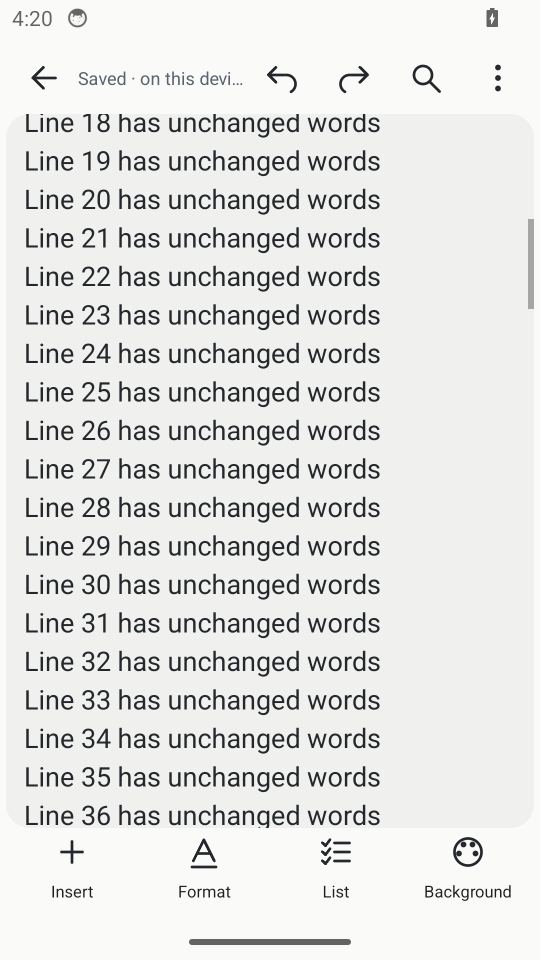 4:20
Saved · on this devi…
Line 18 has unchanged words
Line 19 has unchanged words
Line 20 has unchanged words
Line 21 has unchanged words
Line 22 has unchanged words
Line 23 has unchanged words
Line 24 has unchanged words
Line 25 has unchanged words
Line 26 has unchanged words
Line 27 has unchanged words
Line 28 has unchanged words
Line 29 has unchanged words
Line 30 has unchanged words
Line 31 has unchanged words
Line 32 has unchanged words
Line 33 has unchanged words
Line 34 has unchanged words
Line 35 has unchanged words
Line 36 has unchanged words
Insert Format List Background